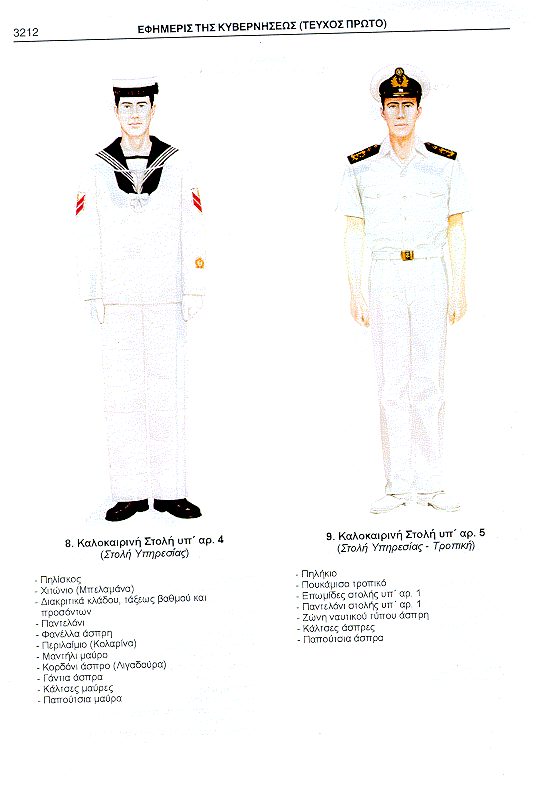 3212
ΕΦΗΜΕΡΙΣ ΤΗΣ ΚΥΒΕΡΝΗΣΕΩΣ (ΤΕΥΧΟΣ ΠΡΩΤΟ)
8. Καλοκαιρινή Στολή υπ΄ αρ. 4
(Στολή Υπηρεσίας)
- Πηλίσκος
- Χιτώνιο (Μπελαμάνα)
- Διακριτικά κλάδου, τάξεως βαθμού και
προσόντων
- Παντελόνι
- Φανέλλα άσπρη
- Περιλαίμιο (Κολαρίνα)
- Μαντήλι μαύρο
- Κορδόνι άσπρο (Λιγαδούρα)
- Γάντια άσπρα
- Κάλτσες μαύρες
- Παπούτσια μαύρα
9. Καλοκαιρινή Στολή υπ΄ αρ. 5
(Στολή Υπηρεσίας - Τροπική)
- Πηλήκιο
- Πουκάμισο τροπικό
- Επωμίδες στολής υπ΄ αρ. 1
- Παντελόνι στολής υπ΄ αρ. 1
- Ζώνη ναυτικού τύπου άσπρη
- Κάλτσες άσπρες
- Παπούτσια άσπρα